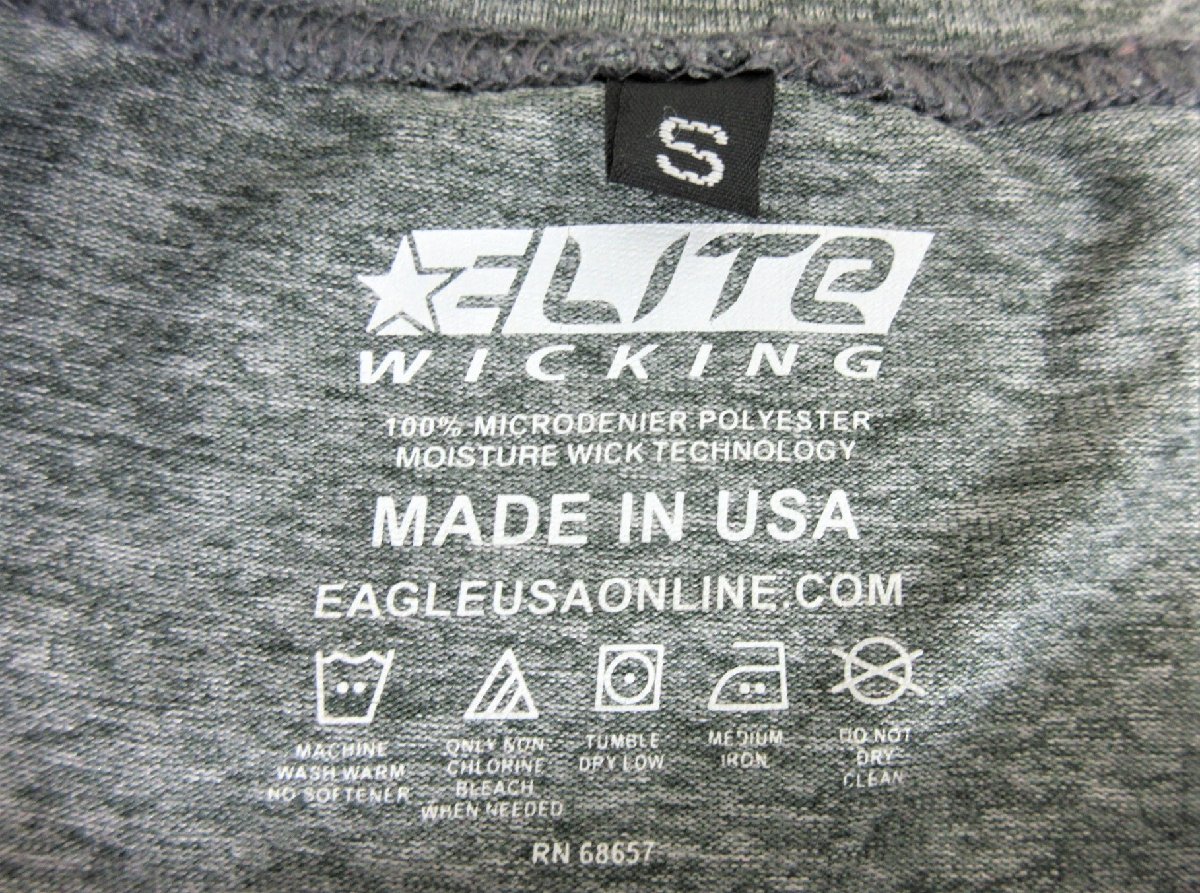 S
ELITE
WICKING
100% MICRODENIER POLYESTER
MOISTURE WICK TECHNOLOGY
MADE IN USA
EAGLEUSAONLINE.COM
MACHINE
WASH WARM
NO SOFTENER
ONLY NON
CHLORINE
BLEACH
WHEN NEEDED
TUMBLE
DRY LOW
MEDIUM
IRON
DO NOT
DRY
CLEAN
RN 68657